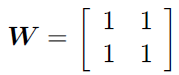 W = [ 1 1
1 1 ]